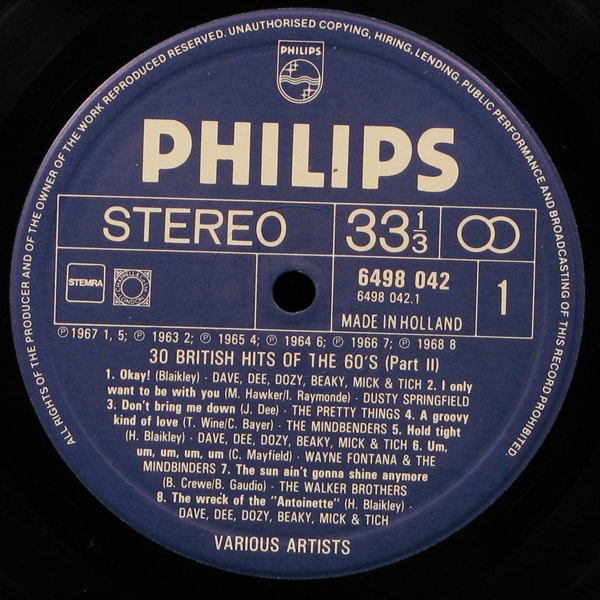 ALL RIGHTS OF THE PRODUCER AND OF THE OWNER OF THE WORK REPRODUCED RESERVED. UNAUTHORISED COPYING, HIRING, LENDING, PUBLIC PERFORMANCE AND BROADCASTING OF THIS RECORD PROHIBITED.
PHILIPS
PHILIPS
STEREO
33 1/3
STEMRA
6498 042
6498 042.1
1
MADE IN HOLLAND
℗ 1967 1, 5; ℗ 1963 2; ℗ 1965 4; ℗ 1964 6; ℗ 1966 7; ℗ 1968 8
30 BRITISH HITS OF THE 60'S (Part II)
1. Okay! (Blaikley) · DAVE, DEE, DOZY, BEAKY, MICK & TICH 2. I only
want to be with you (M. Hawker/I. Raymonde) · DUSTY SPRINGFIELD
3. Don't bring me down (J. Dee) · THE PRETTY THINGS 4. A groovy
kind of love (T. Wine/C. Bayer) · THE MINDBENDERS 5. Hold tight
(H. Blaikley) · DAVE, DEE, DOZY, BEAKY, MICK & TICH 6. Um,
um, um, um, um (C. Mayfield) · WAYNE FONTANA & THE
MINDBINDERS 7. The sun ain't gonna shine anymore
(B. Crewe/B. Gaudio) · THE WALKER BROTHERS
8. The wreck of the "Antoinette" (H. Blaikley) ·
DAVE, DEE, DOZY, BEAKY, MICK & TICH
VARIOUS ARTISTS